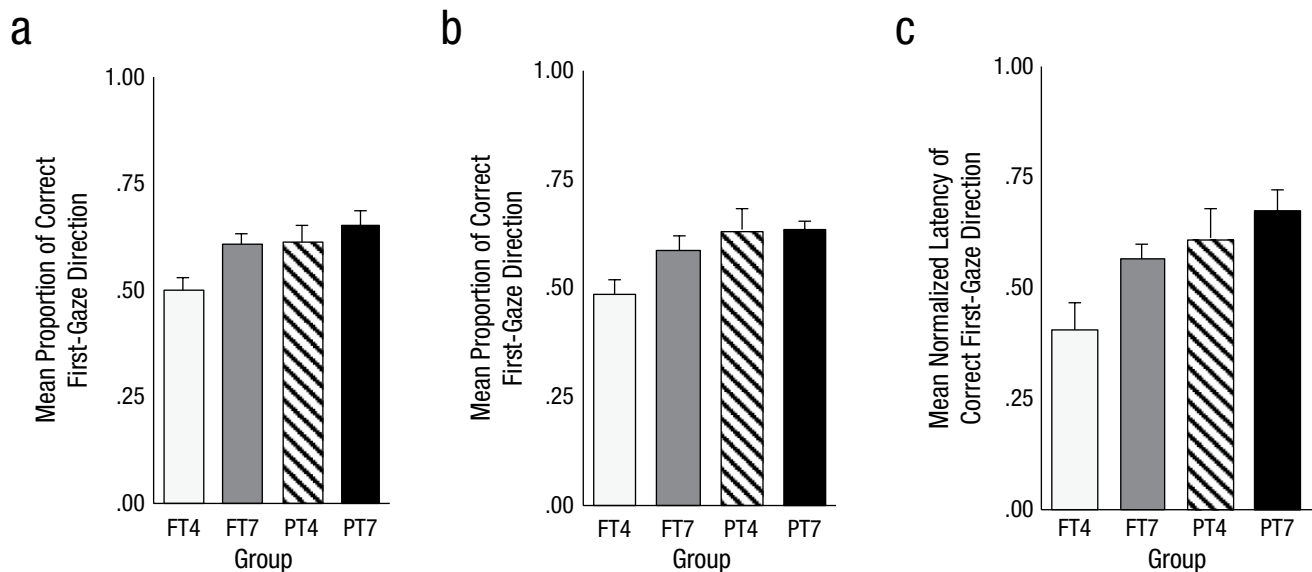 a
Mean Proportion of Correct
First-Gaze Direction
1.00
.75
.50
.25
.00
FT4 FT7 PT4 PT7
Group
b
Mean Proportion of Correct
First-Gaze Direction
1.00
.75
.50
.25
.00
FT4 FT7 PT4 PT7
Group
c
Mean Normalized Latency of
Correct First-Gaze Direction
1.00
.75
.50
.25
.00
FT4 FT7 PT4 PT7
Group